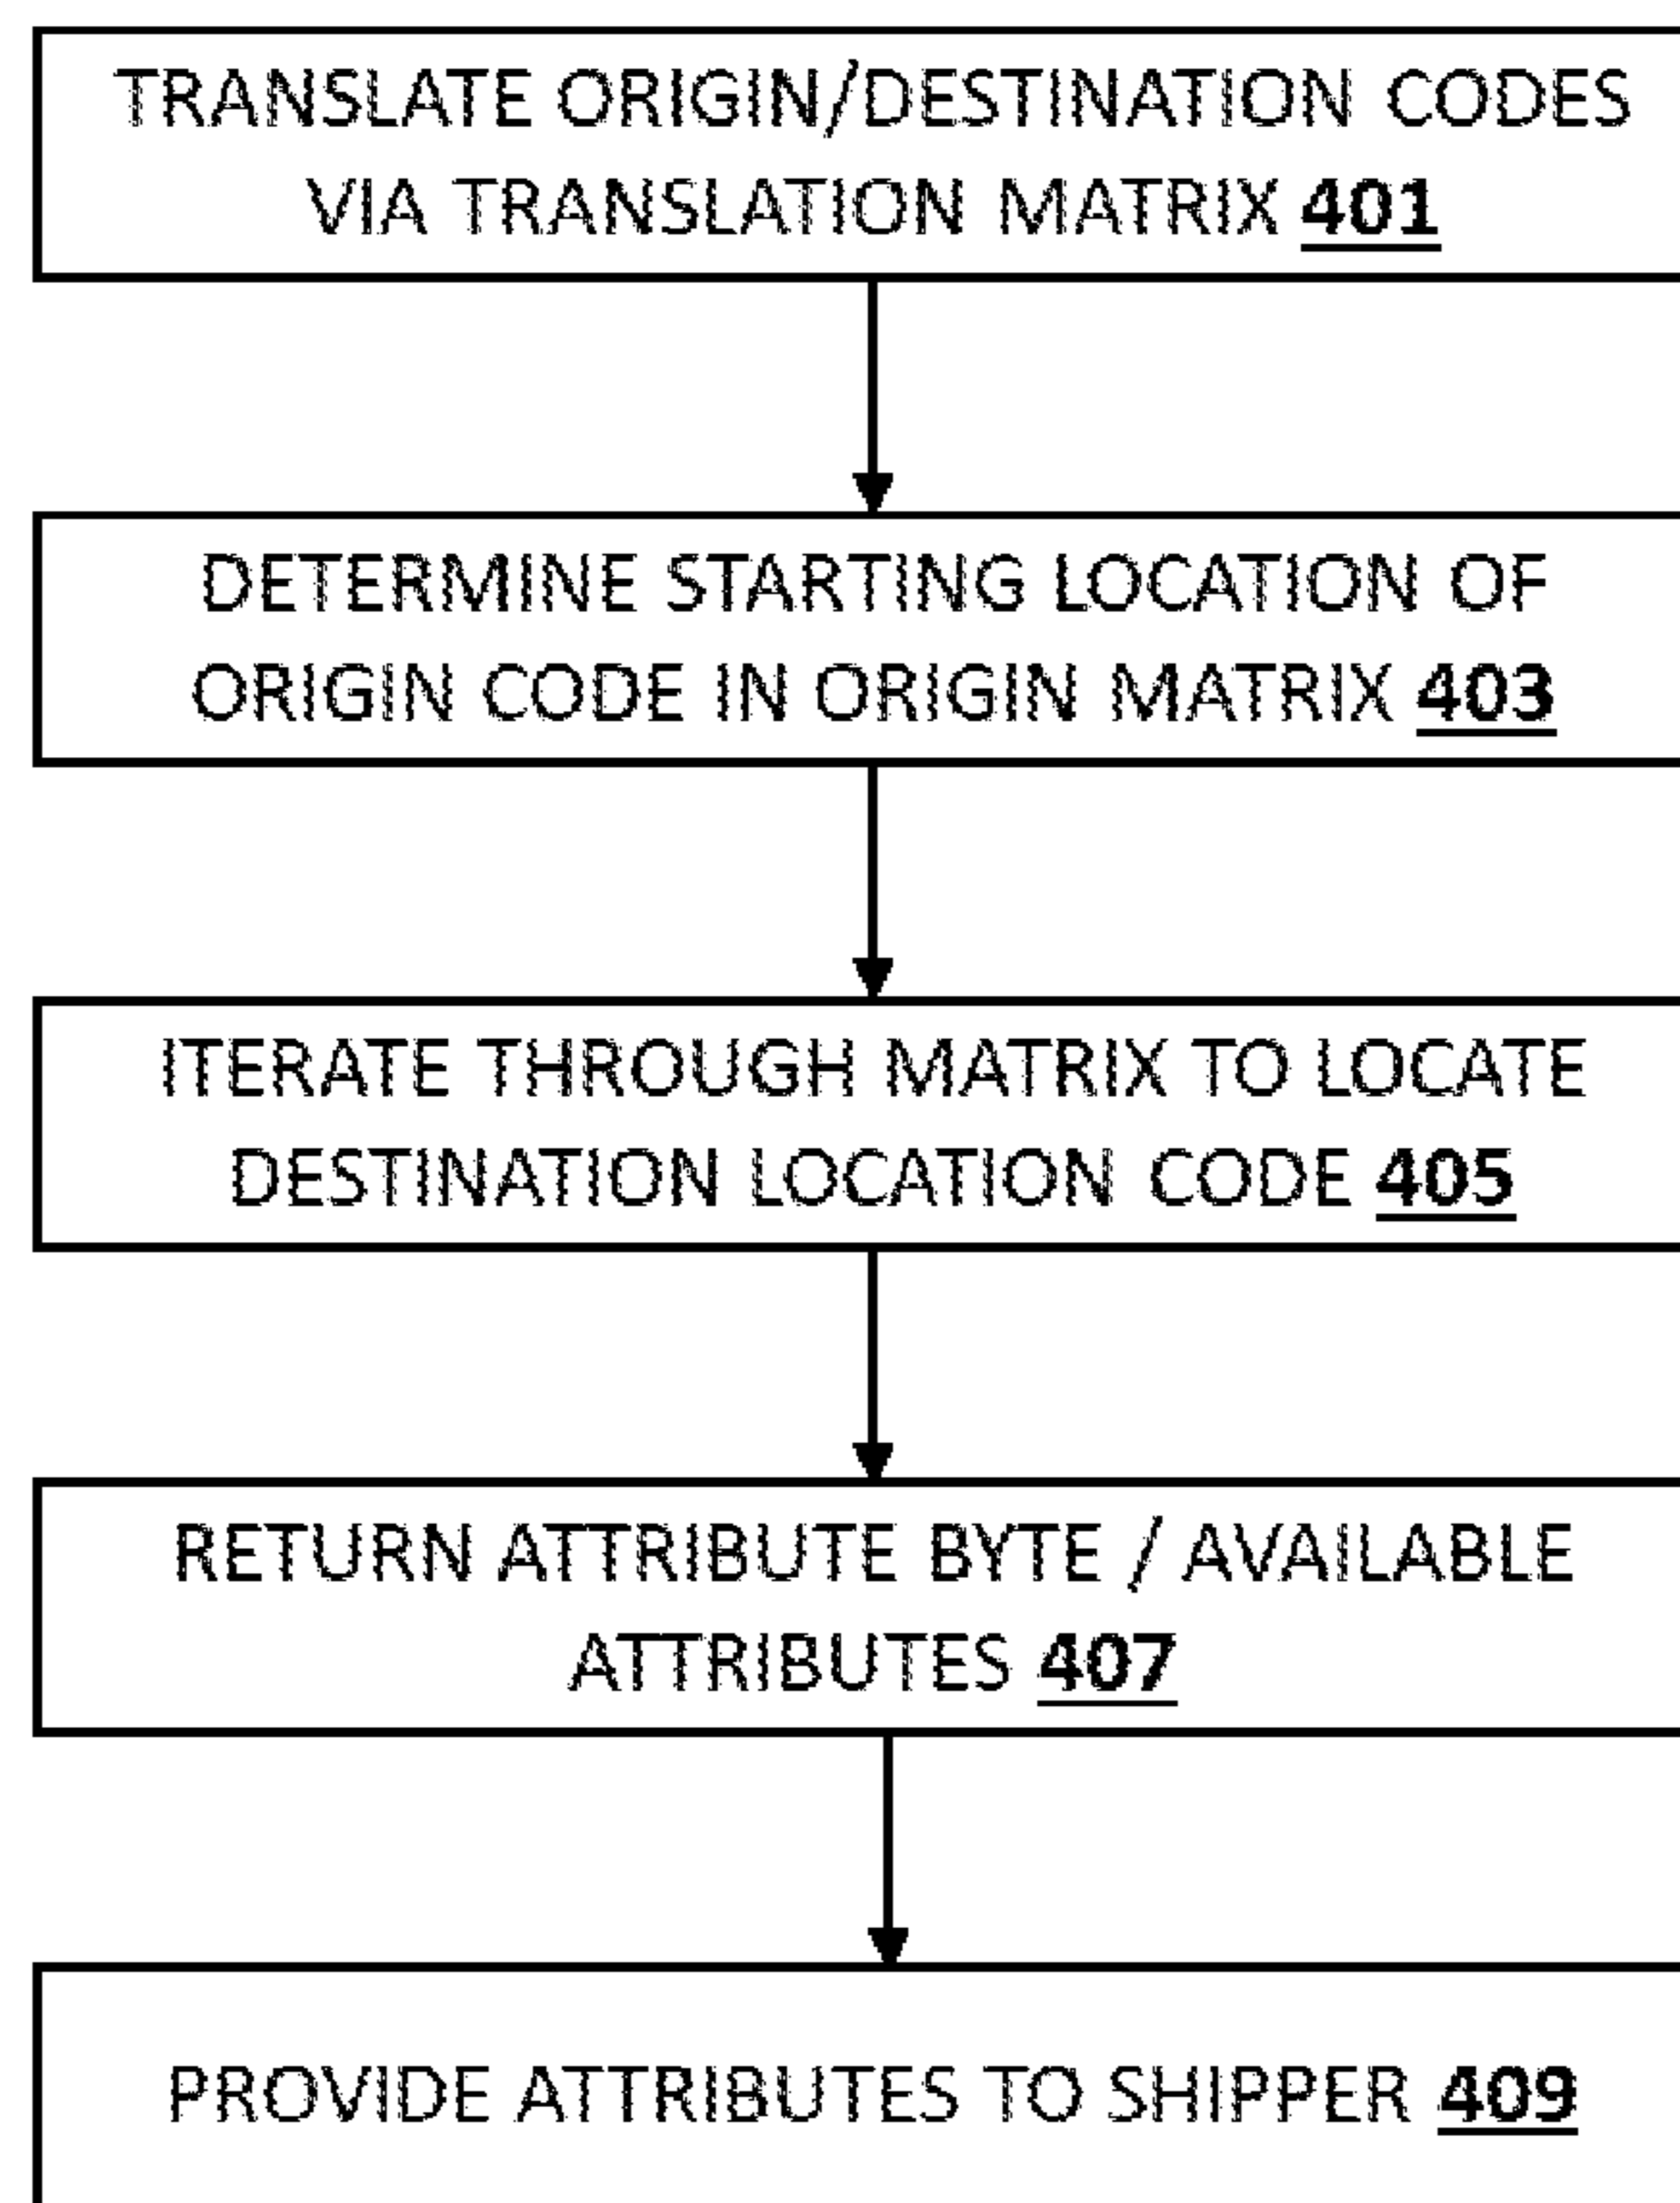 TRANSLATE ORIGIN/DESTINATION CODES
VIA TRANSLATION MATRIX 401
DETERMINE STARTING LOCATION OF
ORIGIN CODE IN ORIGIN MATRIX 403
ITERATE THROUGH MATRIX TO LOCATE
DESTINATION LOCATION CODE 405
RETURN ATTRIBUTE BYTE / AVAILABLE
ATTRIBUTES 407
PROVIDE ATTRIBUTES TO SHIPPER 409